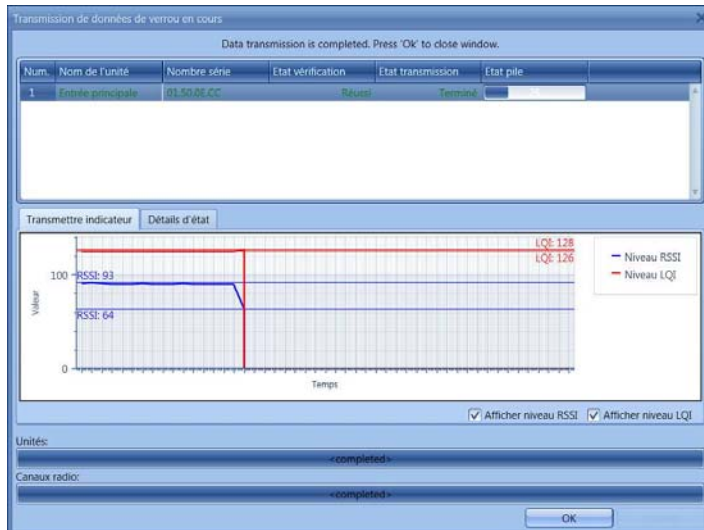 Transmission de données de verrou en cours
Data transmission is completed. Press 'Ok' to close window.
Num. Nom de l'unité Nombre série Etat vérification Etat transmission Etat pile
1 Entrée principale 01.50.0E.CC Réussi Terminé
Transmettre indicateur Détails d'état
LQI: 128
LQI: 126
Niveau RSSI
Niveau LQI
100
RSSI: 93
Valeur
RSSI: 64
0
Temps
Afficher niveau RSSI Afficher niveau LQI
Unités:
<completed>
Canaux radio:
<completed>
OK